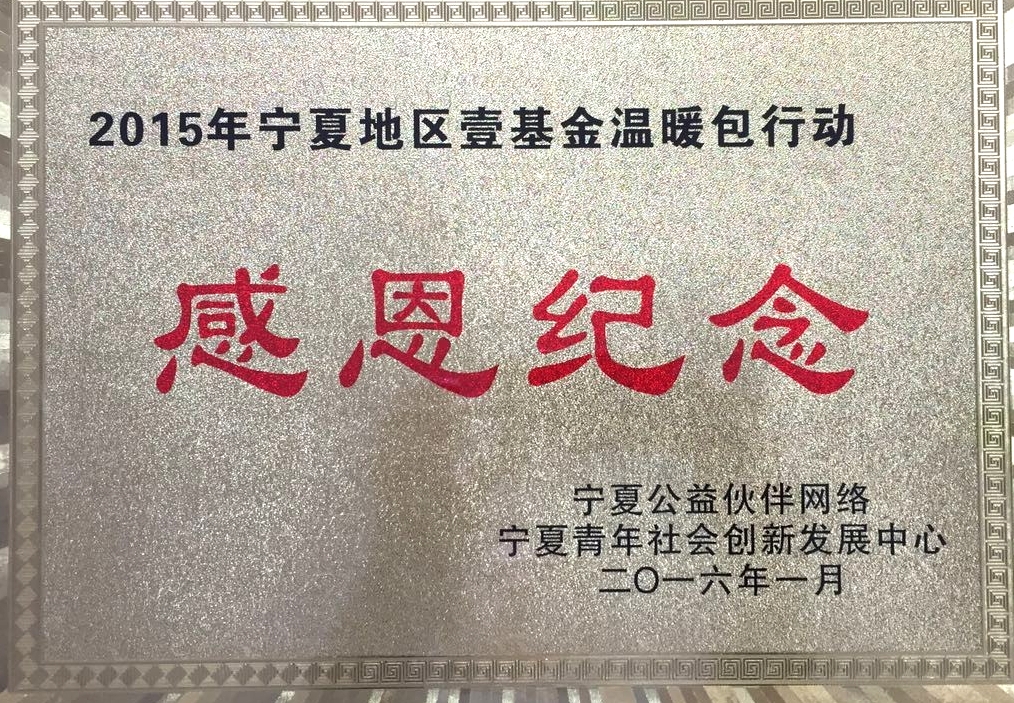 2015年宁夏地区壹基金温暖包行动
感恩纪念
宁夏公益伙伴网络
宁夏青年社会创新发展中心
二〇一六年一月